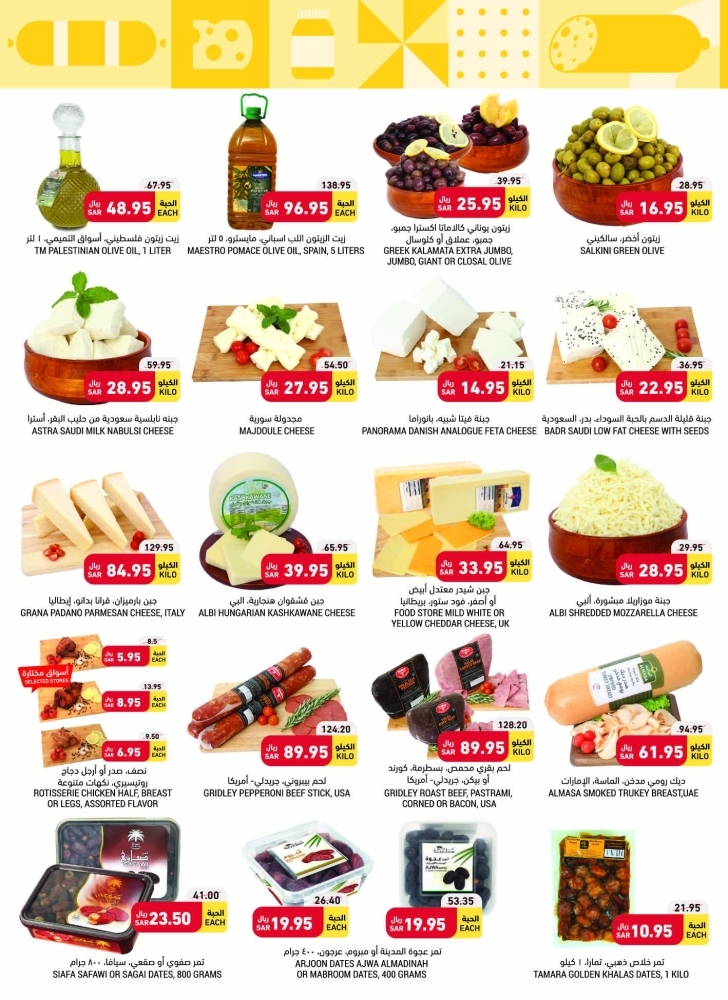 67.95
ريال SAR 48.95 الحبة EACH
زيت زيتون فلسطيني، أسواق التميمي، ١ لتر
TM PALESTINIAN OLIVE OIL, 1 LITER
138.95
ريال SAR 96.95 الحبة EACH
زيت الزيتون اللب اسباني، مايسترو، ٥ لتر
MAESTRO POMACE OLIVE OIL, SPAIN, 5 LITERS
39.95
ريال SAR 25.95 الكيلو KILO
زيتون يوناني كالاماتا اكسترا جمبو،
جمبو، عملاق أو كلوسال
GREEK KALAMATA EXTRA JUMBO,
JUMBO, GIANT OR CLOSAL OLIVE
28.95
ريال SAR 16.95 الكيلو KILO
زيتون أخضر، سالكيني
SALKINI GREEN OLIVE
59.95
ريال SAR 28.95 الكيلو KILO
جبنه نابلسية سعودية من حليب البقر، أسترا
ASTRA SAUDI MILK NABULSI CHEESE
54.50
ريال SAR 27.95 الكيلو KILO
مجدولة سورية
MAJDOULE CHEESE
21.15
ريال SAR 14.95 الكيلو KILO
جبنة فيتا شبيه، بانوراما
PANORAMA DANISH ANALOGUE FETA CHEESE
36.95
ريال SAR 22.95 الكيلو KILO
جبنة قليلة الدسم بالحبة السوداء، بدر، السعودية
BADR SAUDI LOW FAT CHEESE WITH SEEDS
129.95
ريال SAR 84.95 الكيلو KILO
جبن بارميزان، قرانا بدانو، إيطاليا
GRANA PADANO PARMESAN CHEESE, ITALY
KASHKAWANE
65.95
ريال SAR 39.95 الكيلو KILO
جبن قشقوان هنجارية، البي
ALBI HUNGARIAN KASHKAWANE CHEESE
64.95
ريال SAR 33.95 الكيلو KILO
جبن شيدر معتدل أبيض
أو أصفر، فود ستور، بريطانيا
FOOD STORE MILD WHITE OR
YELLOW CHEDDAR CHEESE, UK
29.95
ريال SAR 28.95 الكيلو KILO
جبنة موزاريلا مبشورة، ألبي
ALBI SHREDDED MOZZARELLA CHEESE
أسواق مختارة
SELECTED STORES
8.5
ريال SAR 5.95 الحبة EACH
13.95
ريال SAR 8.95 الحبة EACH
9.50
ريال SAR 6.95 الحبة EACH
نصف، صدر أو أرجل دجاج
روتيسيري، نكهات متنوعة
ROTISSERIE CHICKEN HALF, BREAST
OR LEGS, ASSORTED FLAVOR
124.20
ريال SAR 89.95 الكيلو KILO
لحم بيبروني، جريدلي- أمريكا
GRIDLEY PEPPERONI BEEF STICK, USA
128.20
ريال SAR 89.95 الكيلو KILO
لحم بقري محمص، بسطرمة، كورند
أو بيكن، جريدلي- أمريكا
GRIDLEY ROAST BEEF, PASTRAMI,
CORNED OR BACON, USA
94.95
ريال SAR 61.95 الكيلو KILO
ديك رومي مدخن، الماسة، الإمارات
ALMASA SMOKED TRUKEY BREAST,UAE
SAFAWI
41.00
ريال SAR 23.50 الحبة EACH
تمر صفوي أو صقعي، سيافا، ٨٠٠ جرام
SIAFA SAFAWI OR SAGAI DATES, 800 GRAMS
26.40
ريال SAR 19.95 الحبة EACH
عجوة
53.35
ريال SAR 19.95 الحبة EACH
تمر عجوة المدينة أو مبروم، عرجون، ٤٠٠ جرام
ARJOON DATES AJWA ALMADINAH
OR MABROOM DATES, 400 GRAMS
21.95
ريال SAR 10.95 الحبة EACH
تمر خلاص ذهبي، تمارا، ١ كيلو
TAMARA GOLDEN KHALAS DATES, 1 KILO